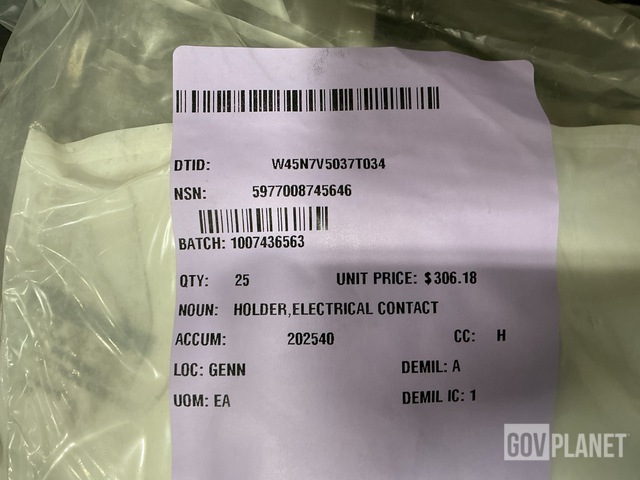 DTID: W45N7V5037T034
NSN: 5977008745646
BATCH: 1007436563
QTY: 25 UNIT PRICE: $306.18
NOUN: HOLDER,ELECTRICAL CONTACT
ACCUM: 202540 CC: H
LOC: GENN DEMIL: A
UOM: EA DEMIL IC: 1
GOVPLANET